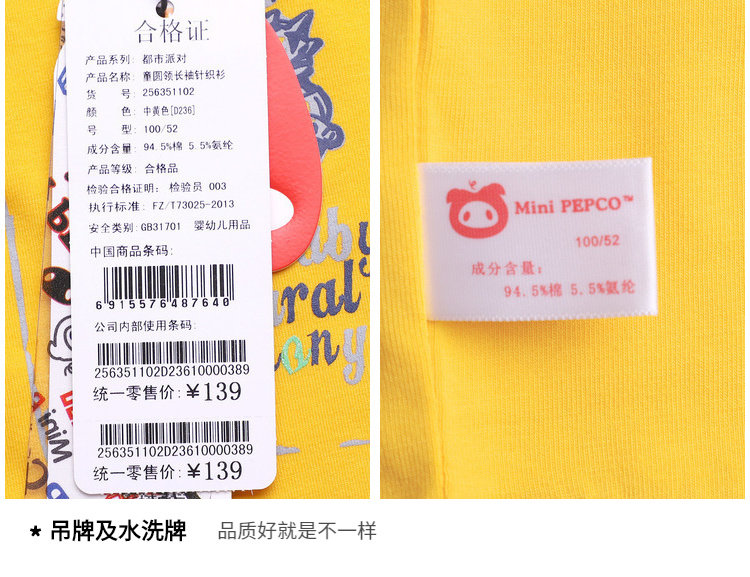 合格证
产品系列: 都市派对
产品名称: 童圆领长袖针织衫
货 号: 256351102
颜 色: 中黄色[D236]
号 型: 100/52
成分含量: 94.5%棉 5.5%氨纶
产品等级: 合格品
检验合格证明: 检验员 003
执行标准: FZ/T73025-2013
安全类别: GB31701 婴幼儿用品
中国商品条码:
6915576487640
公司内部使用条码:
256351102D23610000389
统一零售价: ¥139
256351102D23610000389
统一零售价: ¥139
Mini
Mini PEPCO™
100/52
成分含量:
94.5%棉 5.5%氨纶
* 吊牌及水洗牌 品质好就是不一样